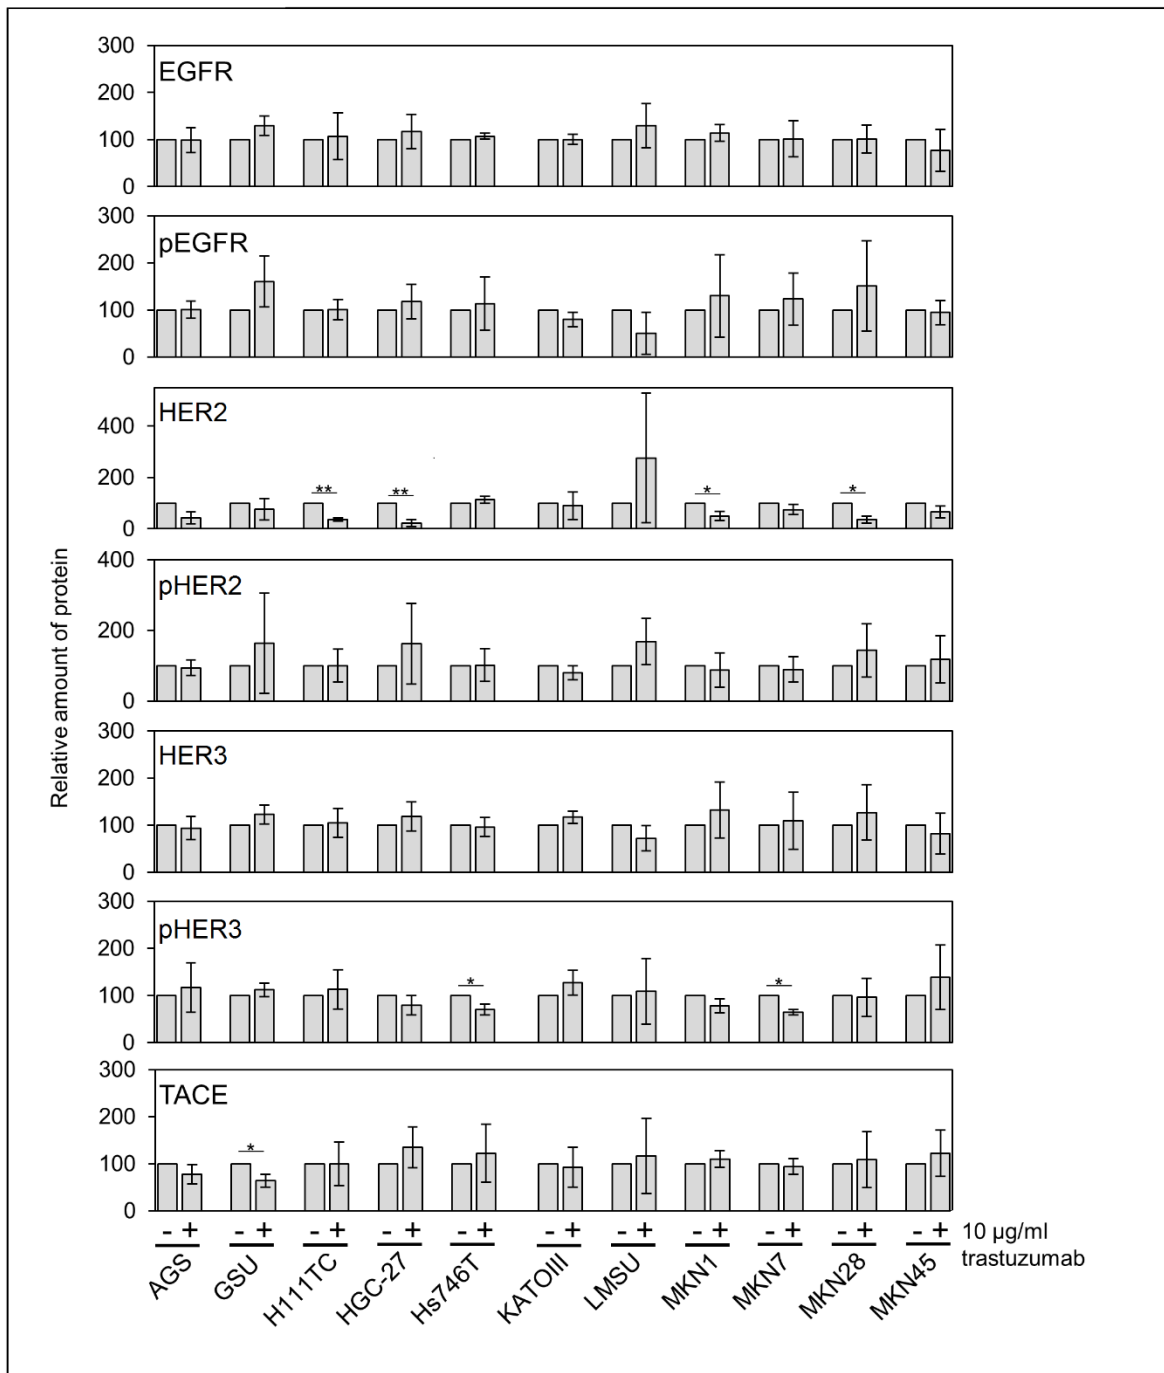 Relative amount of protein
EGFR
300
200
100
0
pEGFR
300
200
100
0
HER2
400
200
0
** ** * *
pHER2
400
200
0
HER3
300
200
100
0
pHER3
300
200
100
0
* *
TACE
300
200
100
0
*
- + - + - + - + - + - + - + - + - + - + - + 10 µg/ml
trastuzumab
AGS
GSU
H111TC
HGC-27
Hs746T
KATOIII
LMSU
MKN1
MKN7
MKN28
MKN45